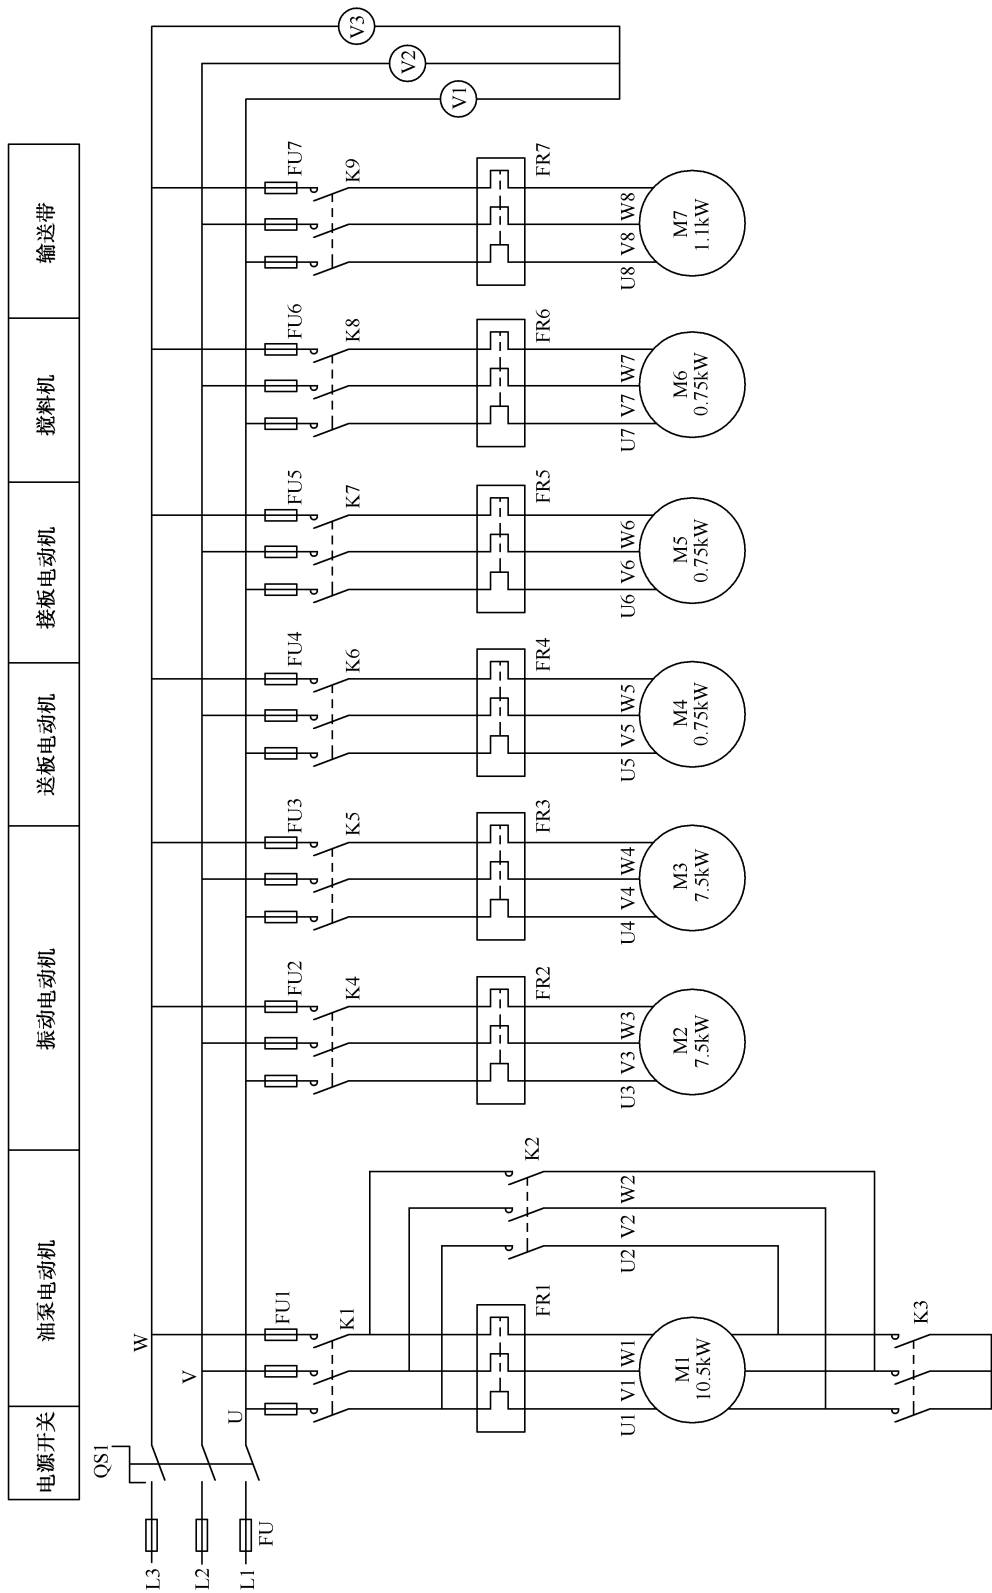 电源开关
油泵电动机
振动电动机
送板电动机
接板电动机
搅料机
输送带
L3
L2
L1
FU
QS1
W
V
U
FU1
K1
FR1
U1
V1
W1
M1
10.5kW
K2
U2
V2
W2
K3
FU2
K4
FR2
U3
V3
W3
M2
7.5kW
FU3
K5
FR3
U4
V4
W4
M3
7.5kW
FU4
K6
FR4
U5
V5
W5
M4
0.75kW
FU5
K7
FR5
U6
V6
W6
M5
0.75kW
FU6
K8
FR6
U7
V7
W7
M6
0.75kW
FU7
K9
FR7
U8
V8
W8
M7
1.1kW
V3
V2
V1